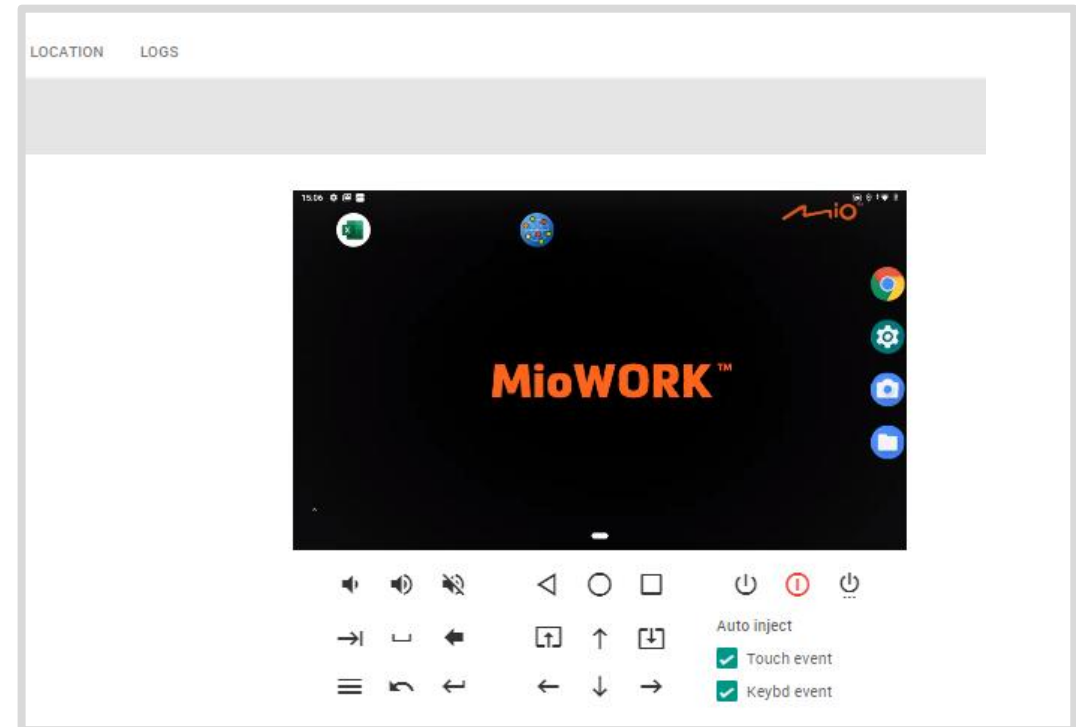 LOCATION LOGS
15:06
mio
MioWORK™
Auto inject
Touch event
Keybd event